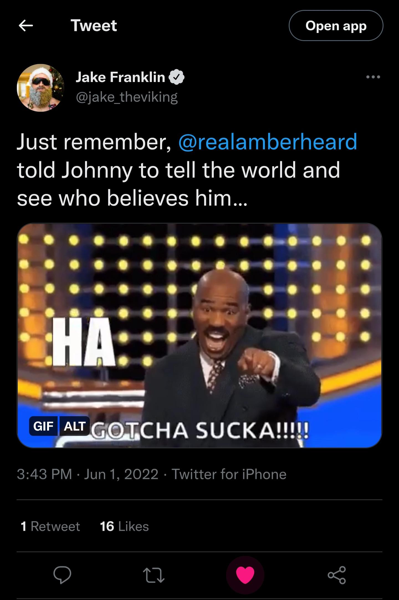 Tweet
Open app
Jake Franklin
@jake_theviking
Just remember, @realamberheard
told Johnny to tell the world and
see who believes him...
HA
GIF ALT GOTCHA SUCKA!!!!!
3:43 PM · Jun 1, 2022 · Twitter for iPhone
1 Retweet 16 Likes